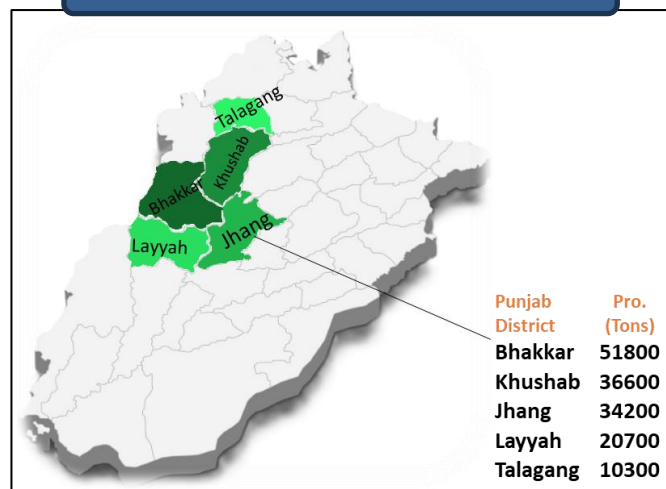 Talagang
Khushab
Bhakkar
Jhang
Layyah
Punjab Pro.
District (Tons)
Bhakkar 51800
Khushab 36600
Jhang 34200
Layyah 20700
Talagang 10300